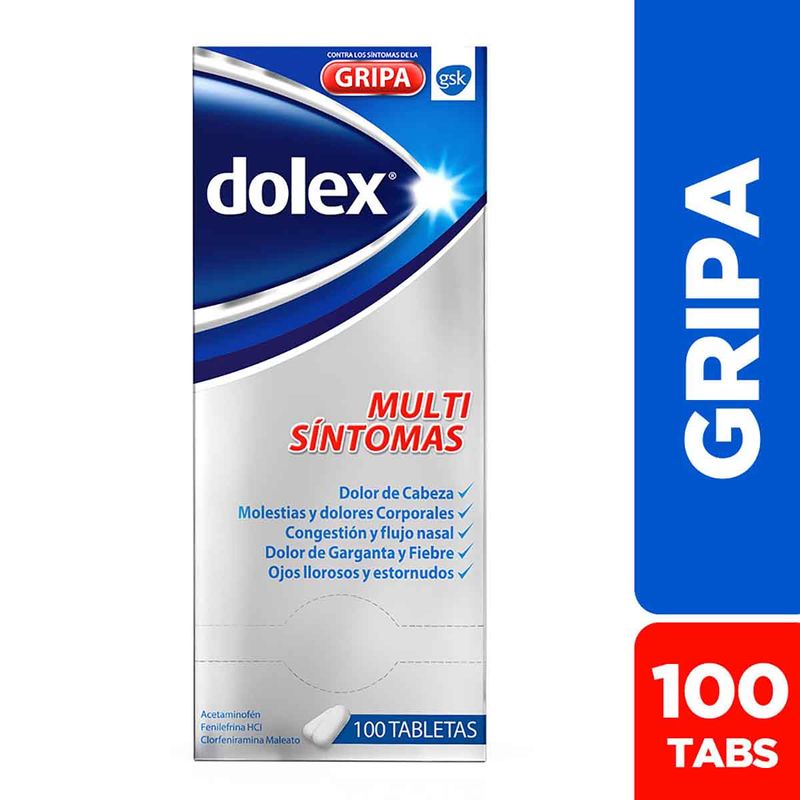 CONTRA LOS SÍNTOMAS DE LA
GRIPA
gsk
dolex®
MULTI
SÍNTOMAS
Dolor de Cabeza ✓
Molestias y dolores Corporales ✓
Congestión y flujo nasal ✓
Dolor de Garganta y Fiebre ✓
Ojos llorosos y estornudos ✓
Acetaminofén
Fenilefrina HCl
Clorfeniramina Maleato
100 TABLETAS
GRIPA
100
TABS